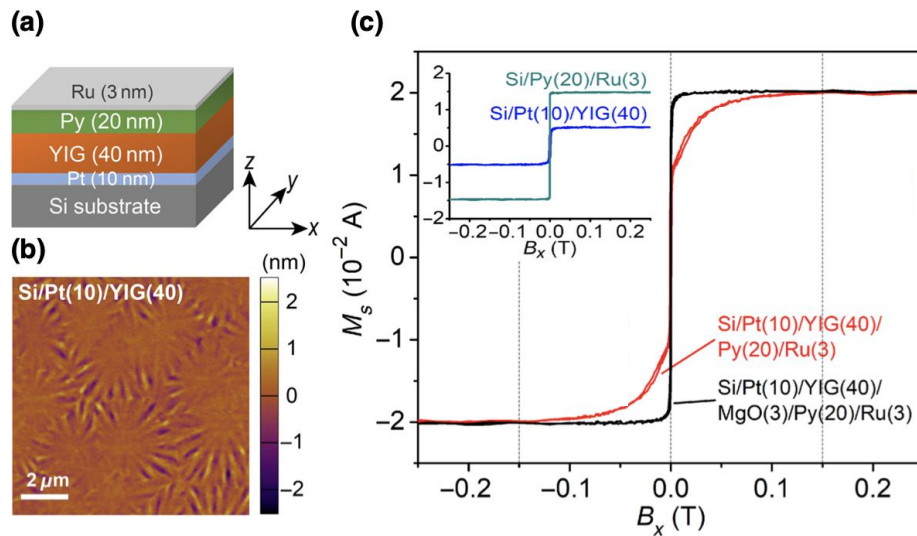 (a)
Ru (3 nm)
Py (20 nm)
YIG (40 nm)
Pt (10 nm)
Si substrate
z
y
x
(b)
(nm)
Si/Pt(10)/YIG(40)
2
1
0
−1
−2
2 μm
(c)
Si/Py(20)/Ru(3)
Si/Pt(10)/YIG(40)
2
1
0
−1
−2
−0.2
0.0
0.2
Bx (T)
2
1
0
−1
−2
Ms (10⁻² A)
Si/Pt(10)/YIG(40)/
Py(20)/Ru(3)
Si/Pt(10)/YIG(40)/
MgO(3)/Py(20)/Ru(3)
−0.2
−0.1
0.0
0.1
0.2
Bx (T)